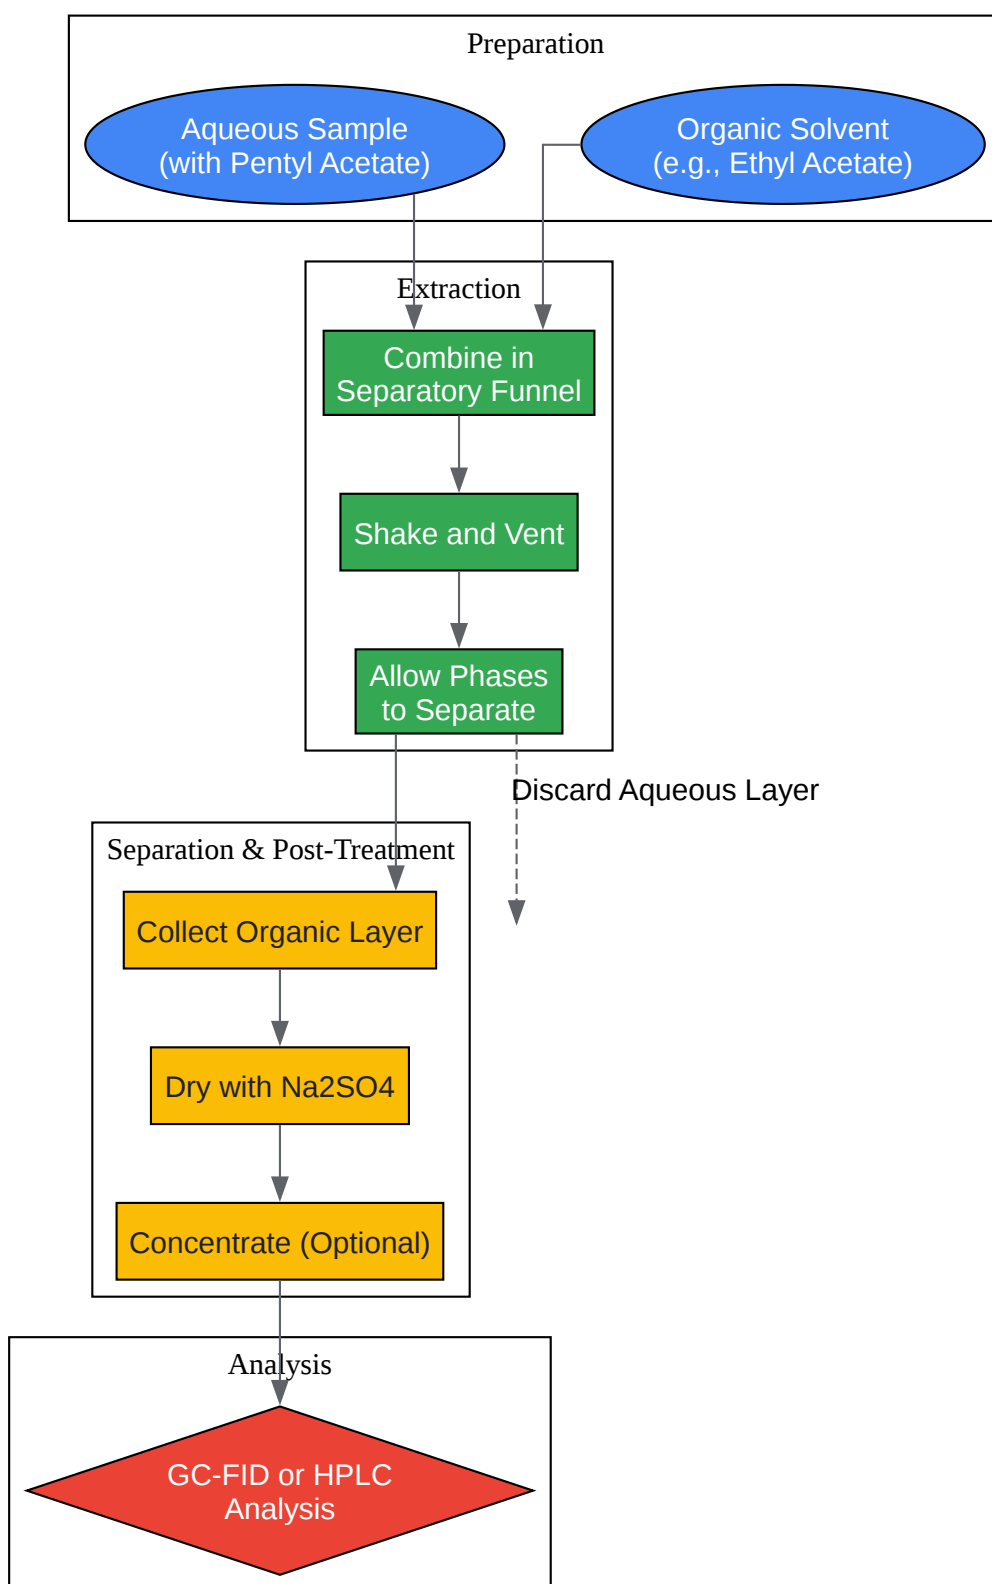 Preparation
Aqueous Sample
(with Pentyl Acetate)
Organic Solvent
(e.g., Ethyl Acetate)
Extraction
Combine in
Separatory Funnel
Shake and Vent
Allow Phases
to Separate
Discard Aqueous Layer
Separation & Post-Treatment
Collect Organic Layer
Dry with Na2SO4
Concentrate (Optional)
Analysis
GC-FID or HPLC
Analysis